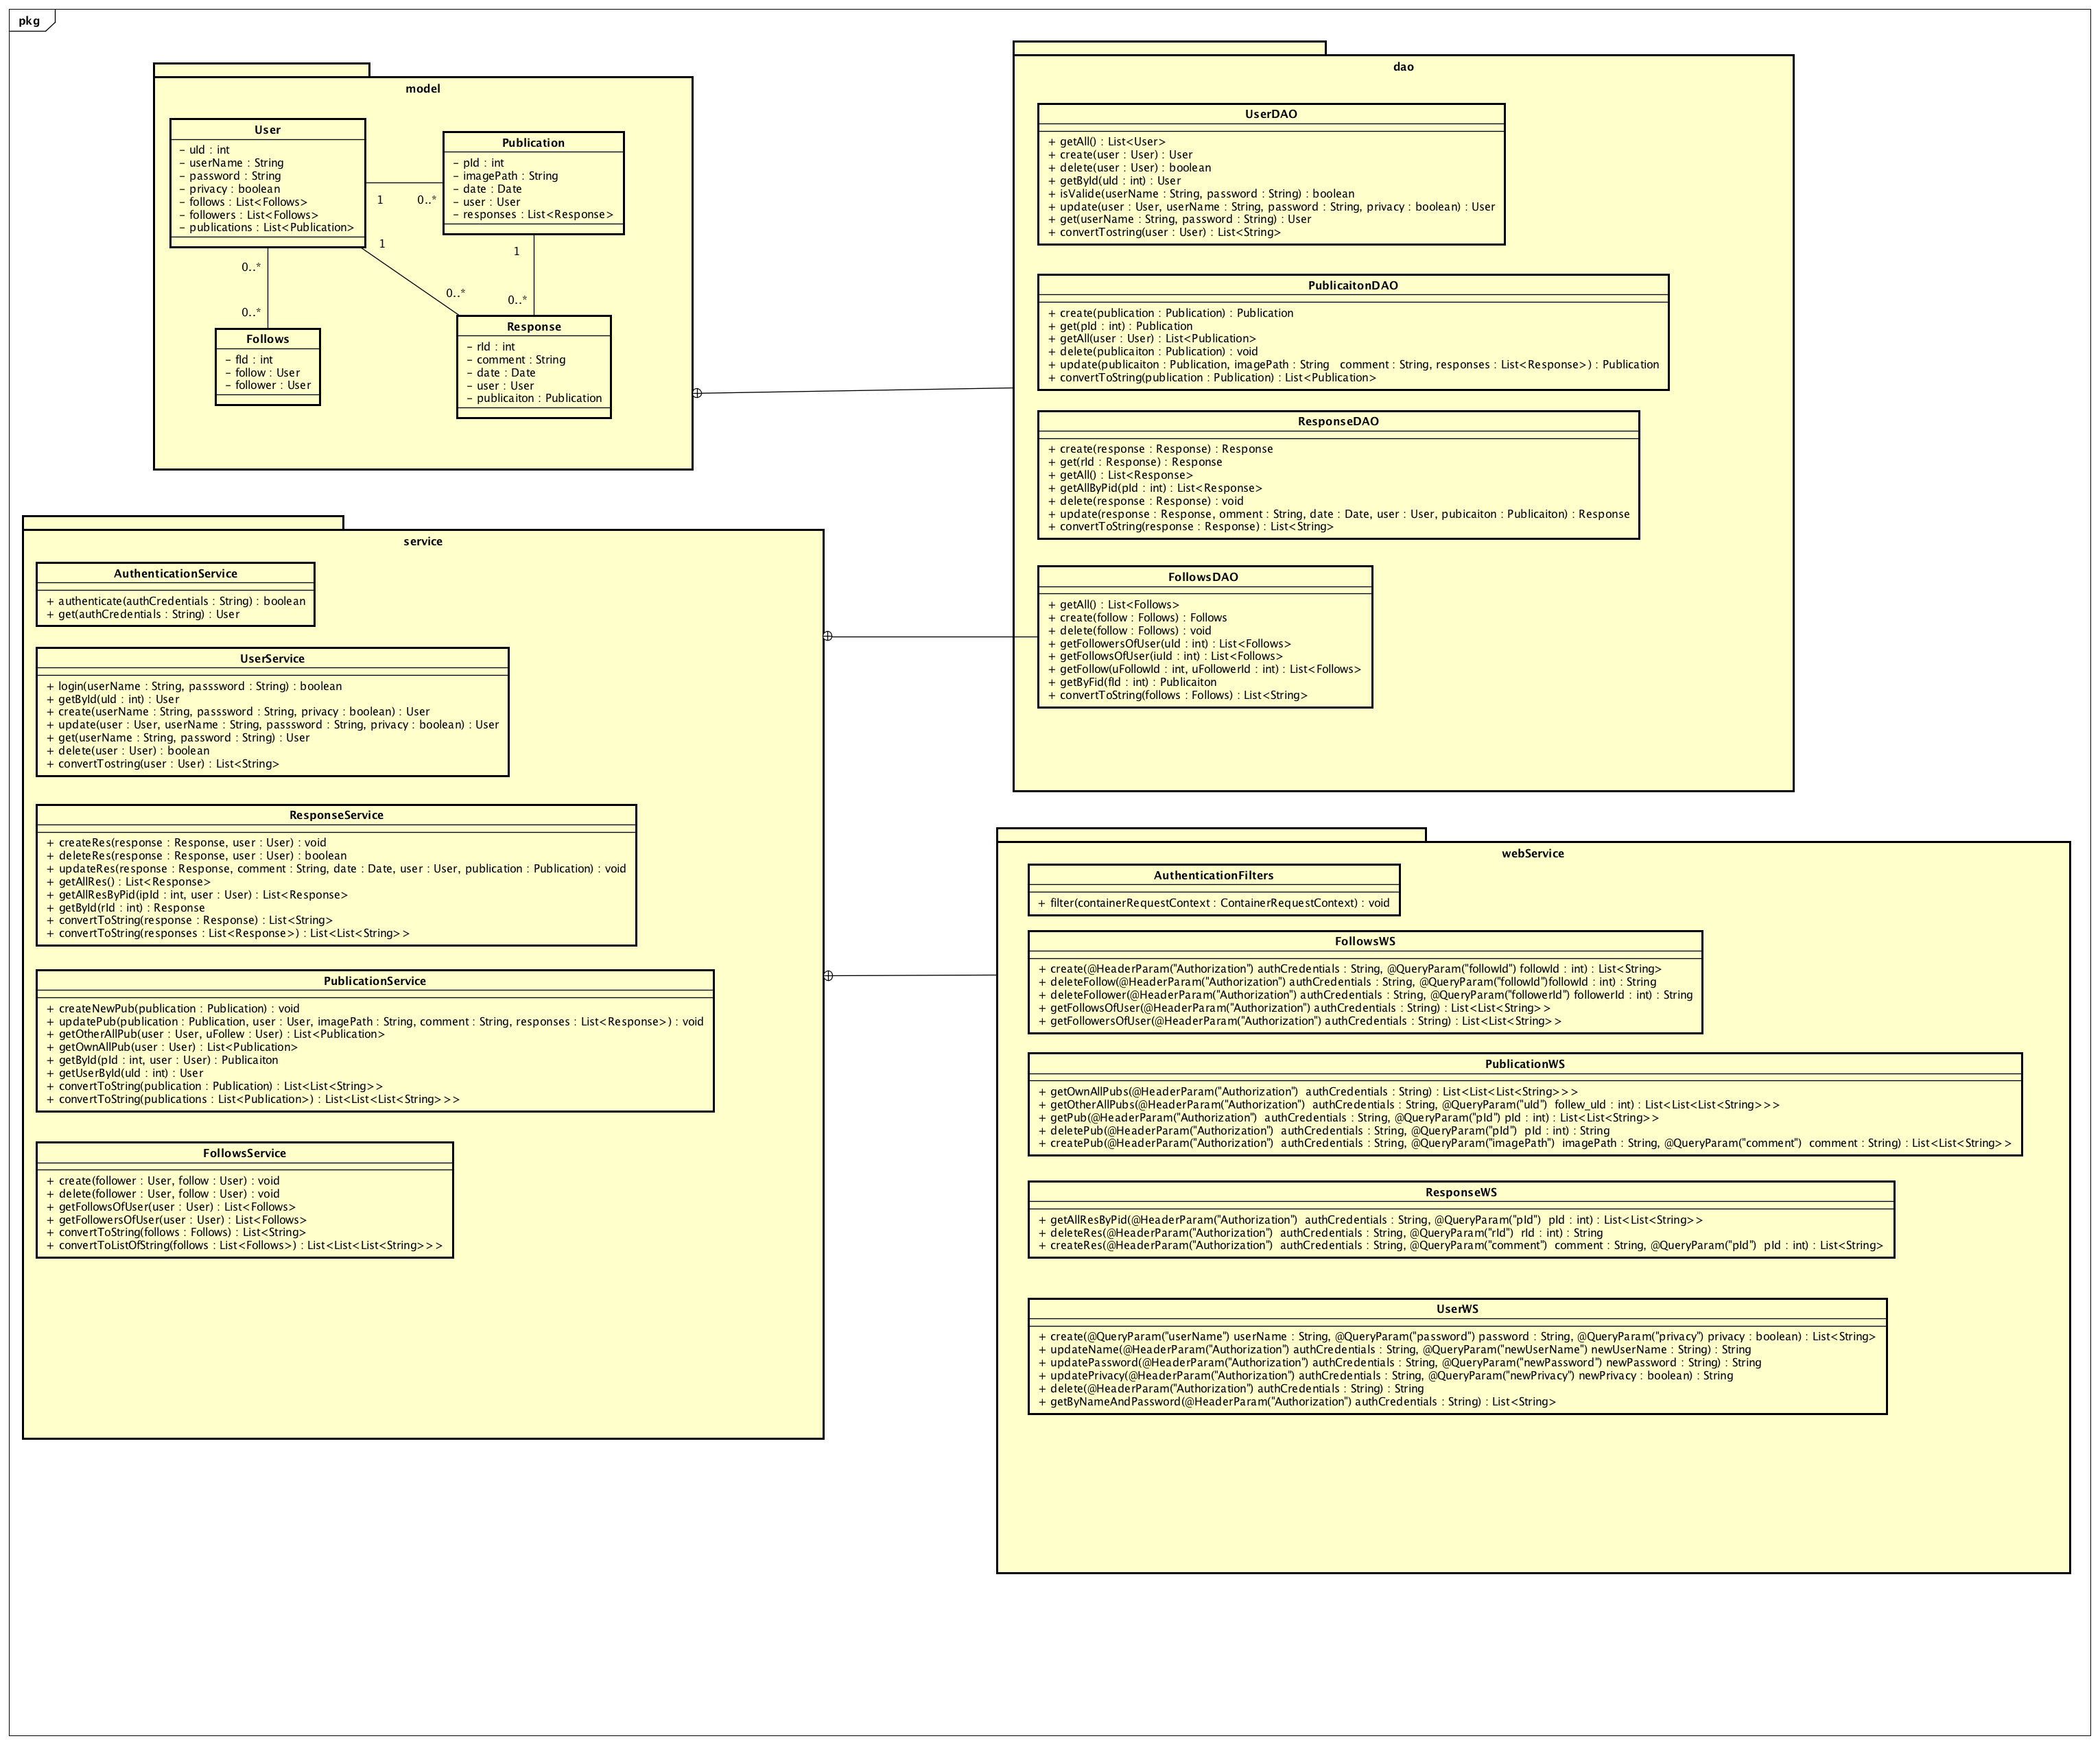 pkg
model
User
– uId : int
– userName : String
– password : String
– privacy : boolean
– follows : List<Follows>
– followers : List<Follows>
– publications : List<Publication>
Publication
– pId : int
– imagePath : String
– date : Date
– user : User
– responses : List<Response>
1
0..*
1
0..*
1
0..*
0..*
0..*
Follows
– fId : int
– follow : User
– follower : User
Response
– rId : int
– comment : String
– date : Date
– user : User
– publicaiton : Publication
dao
UserDAO
+ getAll() : List<User>
+ create(user : User) : User
+ delete(user : User) : boolean
+ getById(uId : int) : User
+ isValide(userName : String, password : String) : boolean
+ update(user : User, userName : String, password : String, privacy : boolean) : User
+ get(userName : String, password : String) : User
+ convertTostring(user : User) : List<String>
PublicaitonDAO
+ create(publication : Publication) : Publication
+ get(pId : int) : Publication
+ getAll(user : User) : List<Publication>
+ delete(publicaiton : Publication) : void
+ update(publicaiton : Publication, imagePath : String   comment : String, responses : List<Response>) : Publication
+ convertToString(publication : Publication) : List<Publication>
ResponseDAO
+ create(response : Response) : Response
+ get(rId : Response) : Response
+ getAll() : List<Response>
+ getAllByPid(pId : int) : List<Response>
+ delete(response : Response) : void
+ update(response : Response, omment : String, date : Date, user : User, pubicaiton : Publicaiton) : Response
+ convertToString(response : Response) : List<String>
FollowsDAO
+ getAll() : List<Follows>
+ create(follow : Follows) : Follows
+ delete(follow : Follows) : void
+ getFollowersOfUser(uId : int) : List<Follows>
+ getFollowsOfUser(iuId : int) : List<Follows>
+ getFollow(uFollowId : int, uFollowerId : int) : List<Follows>
+ getByFid(fId : int) : Publicaiton
+ convertToString(follows : Follows) : List<String>
service
AuthenticationService
+ authenticate(authCredentials : String) : boolean
+ get(authCredentials : String) : User
UserService
+ login(userName : String, passsword : String) : boolean
+ getById(uId : int) : User
+ create(userName : String, passsword : String, privacy : boolean) : User
+ update(user : User, userName : String, passsword : String, privacy : boolean) : User
+ get(userName : String, password : String) : User
+ delete(user : User) : boolean
+ convertTostring(user : User) : List<String>
ResponseService
+ createRes(response : Response, user : User) : void
+ deleteRes(response : Response, user : User) : boolean
+ updateRes(response : Response, comment : String, date : Date, user : User, publication : Publication) : void
+ getAllRes() : List<Response>
+ getAllResByPid(ipId : int, user : User) : List<Response>
+ getById(rId : int) : Response
+ convertToString(response : Response) : List<String>
+ convertToString(responses : List<Response>) : List<List<String>>
PublicationService
+ createNewPub(publication : Publication) : void
+ updatePub(publication : Publication, user : User, imagePath : String, comment : String, responses : List<Response>) : void
+ getOtherAllPub(user : User, uFollew : User) : List<Publication>
+ getOwnAllPub(user : User) : List<Publication>
+ getById(pId : int, user : User) : Publicaiton
+ getUserById(uId : int) : User
+ convertToString(publication : Publication) : List<List<String>>
+ convertToString(publications : List<Publication>) : List<List<List<String>>>
FollowsService
+ create(follower : User, follow : User) : void
+ delete(follower : User, follow : User) : void
+ getFollowsOfUser(user : User) : List<Follows>
+ getFollowersOfUser(user : User) : List<Follows>
+ convertToString(follows : Follows) : List<String>
+ convertToListOfString(follows : List<Follows>) : List<List<List<String>>>
webService
AuthenticationFilters
+ filter(containerRequestContext : ContainerRequestContext) : void
FollowsWS
+ create(@HeaderParam("Authorization") authCredentials : String, @QueryParam("followId") followId : int) : List<String>
+ deleteFollow(@HeaderParam("Authorization") authCredentials : String, @QueryParam("followId")followId : int) : String
+ deleteFollower(@HeaderParam("Authorization") authCredentials : String, @QueryParam("followerId") followerId : int) : String
+ getFollowsOfUser(@HeaderParam("Authorization") authCredentials : String) : List<List<String>>
+ getFollowersOfUser(@HeaderParam("Authorization") authCredentials : String) : List<List<String>>
PublicationWS
+ getOwnAllPubs(@HeaderParam("Authorization")  authCredentials : String) : List<List<List<String>>>
+ getOtherAllPubs(@HeaderParam("Authorization")  authCredentials : String, @QueryParam("uId")  follew_uId : int) : List<List<List<String>>>
+ getPub(@HeaderParam("Authorization")  authCredentials : String, @QueryParam("pId") pId : int) : List<List<String>>
+ deletePub(@HeaderParam("Authorization")  authCredentials : String, @QueryParam("pId")  pId : int) : String
+ createPub(@HeaderParam("Authorization")  authCredentials : String, @QueryParam("imagePath")  imagePath : String, @QueryParam("comment")  comment : String) : List<List<String>>
ResponseWS
+ getAllResByPid(@HeaderParam("Authorization")  authCredentials : String, @QueryParam("pId")  pId : int) : List<List<String>>
+ deleteRes(@HeaderParam("Authorization")  authCredentials : String, @QueryParam("rId")  rId : int) : String
+ createRes(@HeaderParam("Authorization")  authCredentials : String, @QueryParam("comment")  comment : String, @QueryParam("pId")  pId : int) : List<String>
UserWS
+ create(@QueryParam("userName") userName : String, @QueryParam("password") password : String, @QueryParam("privacy") privacy : boolean) : List<String>
+ updateName(@HeaderParam("Authorization") authCredentials : String, @QueryParam("newUserName") newUserName : String) : String
+ updatePassword(@HeaderParam("Authorization") authCredentials : String, @QueryParam("newPassword") newPassword : String) : String
+ updatePrivacy(@HeaderParam("Authorization") authCredentials : String, @QueryParam("newPrivacy") newPrivacy : boolean) : String
+ delete(@HeaderParam("Authorization") authCredentials : String) : String
+ getByNameAndPassword(@HeaderParam("Authorization") authCredentials : String) : List<String>